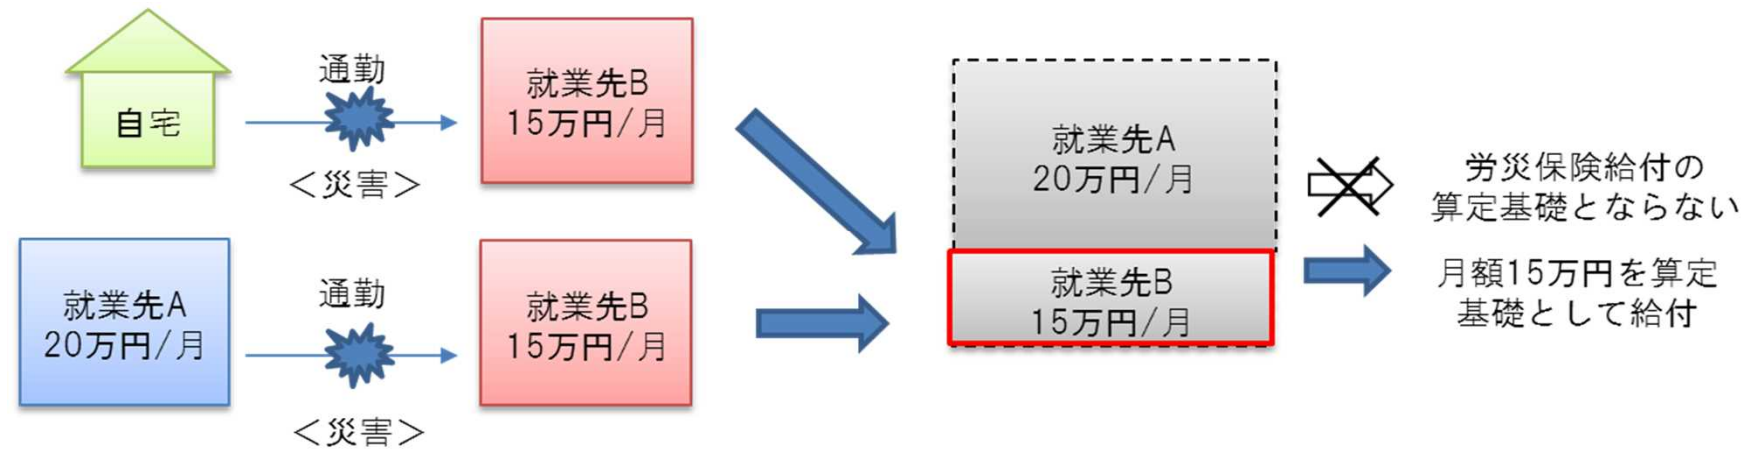 自宅
通勤
＜災害＞
就業先B
15万円/月
就業先A
20万円/月
通勤
＜災害＞
就業先B
15万円/月
就業先A
20万円/月
就業先B
15万円/月
労災保険給付の
算定基礎とならない
月額15万円を算定
基礎として給付